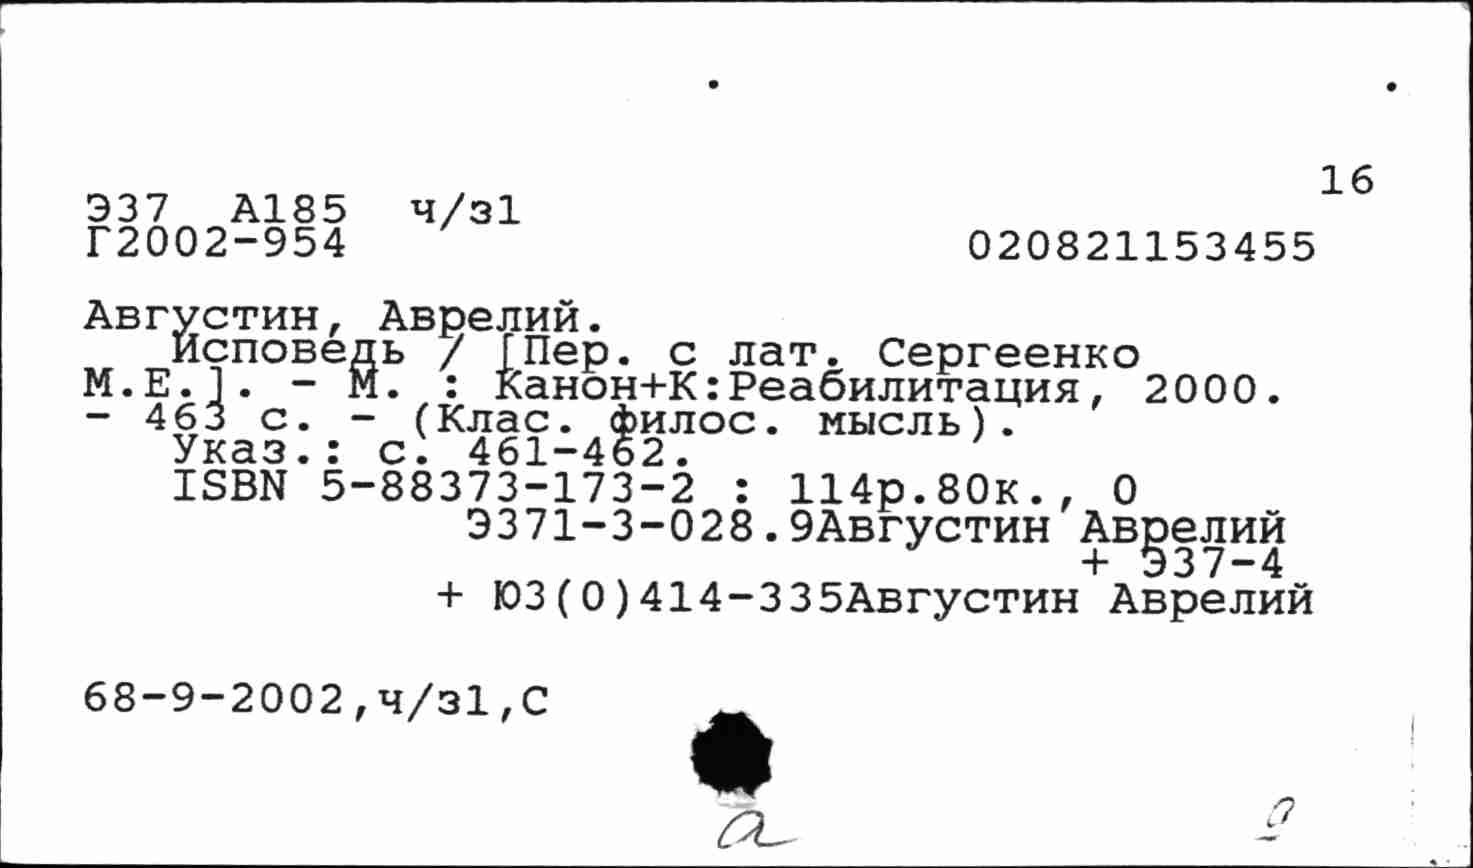 16
Э37  А185  ч/з1
Г2002-954
020821153455
Августин, Аврелий.
Исповедь / [Пер. с лат. Сергеенко
М.Е.]. - М. : Канон+К:Реабилитация, 2000.
- 463 с. - (Клас. филос. мысль).
Указ.: с. 461-462.
ISBN 5-88373-173-2 : 114р.80к., 0
Э371-3-028.9Августин Аврелий
+ Э37-4
+ Ю3(0)414-335Августин Аврелий
68-9-2002,ч/з1,С
а